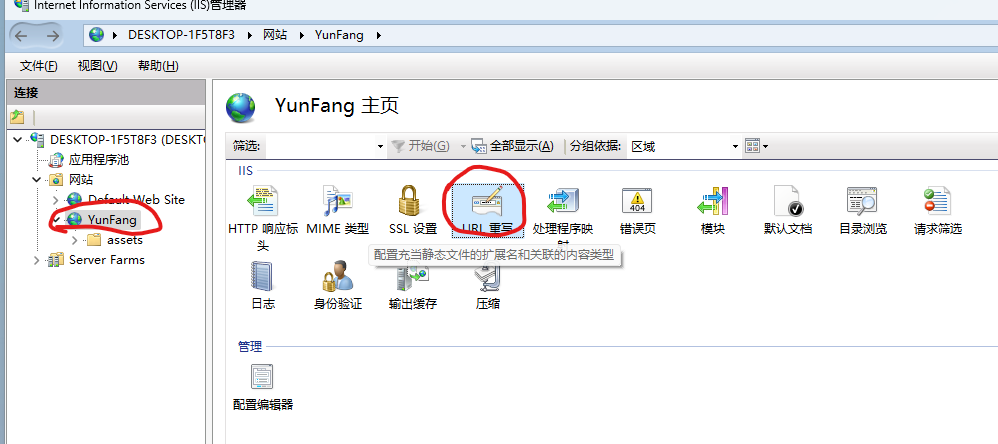 Internet Information Services (IIS)管理器
DESKTOP-1F5T8F3 网站 YunFang
文件(F) 视图(V) 帮助(H)
连接
DESKTOP-1F5T8F3 (DESKT
应用程序池
网站
Default Web Site
YunFang
assets
Server Farms
YunFang 主页
筛选: 开始(G) 全部显示(A) 分组依据: 区域
IIS
HTTP 响应标头 MIME 类型 SSL 设置 URL 重写 处理程序映射 错误页 模块 默认文档 目录浏览 请求筛选
404
配置充当静态文件的扩展名和关联的内容类型
日志 身份验证 输出缓存 压缩
管理
配置编辑器